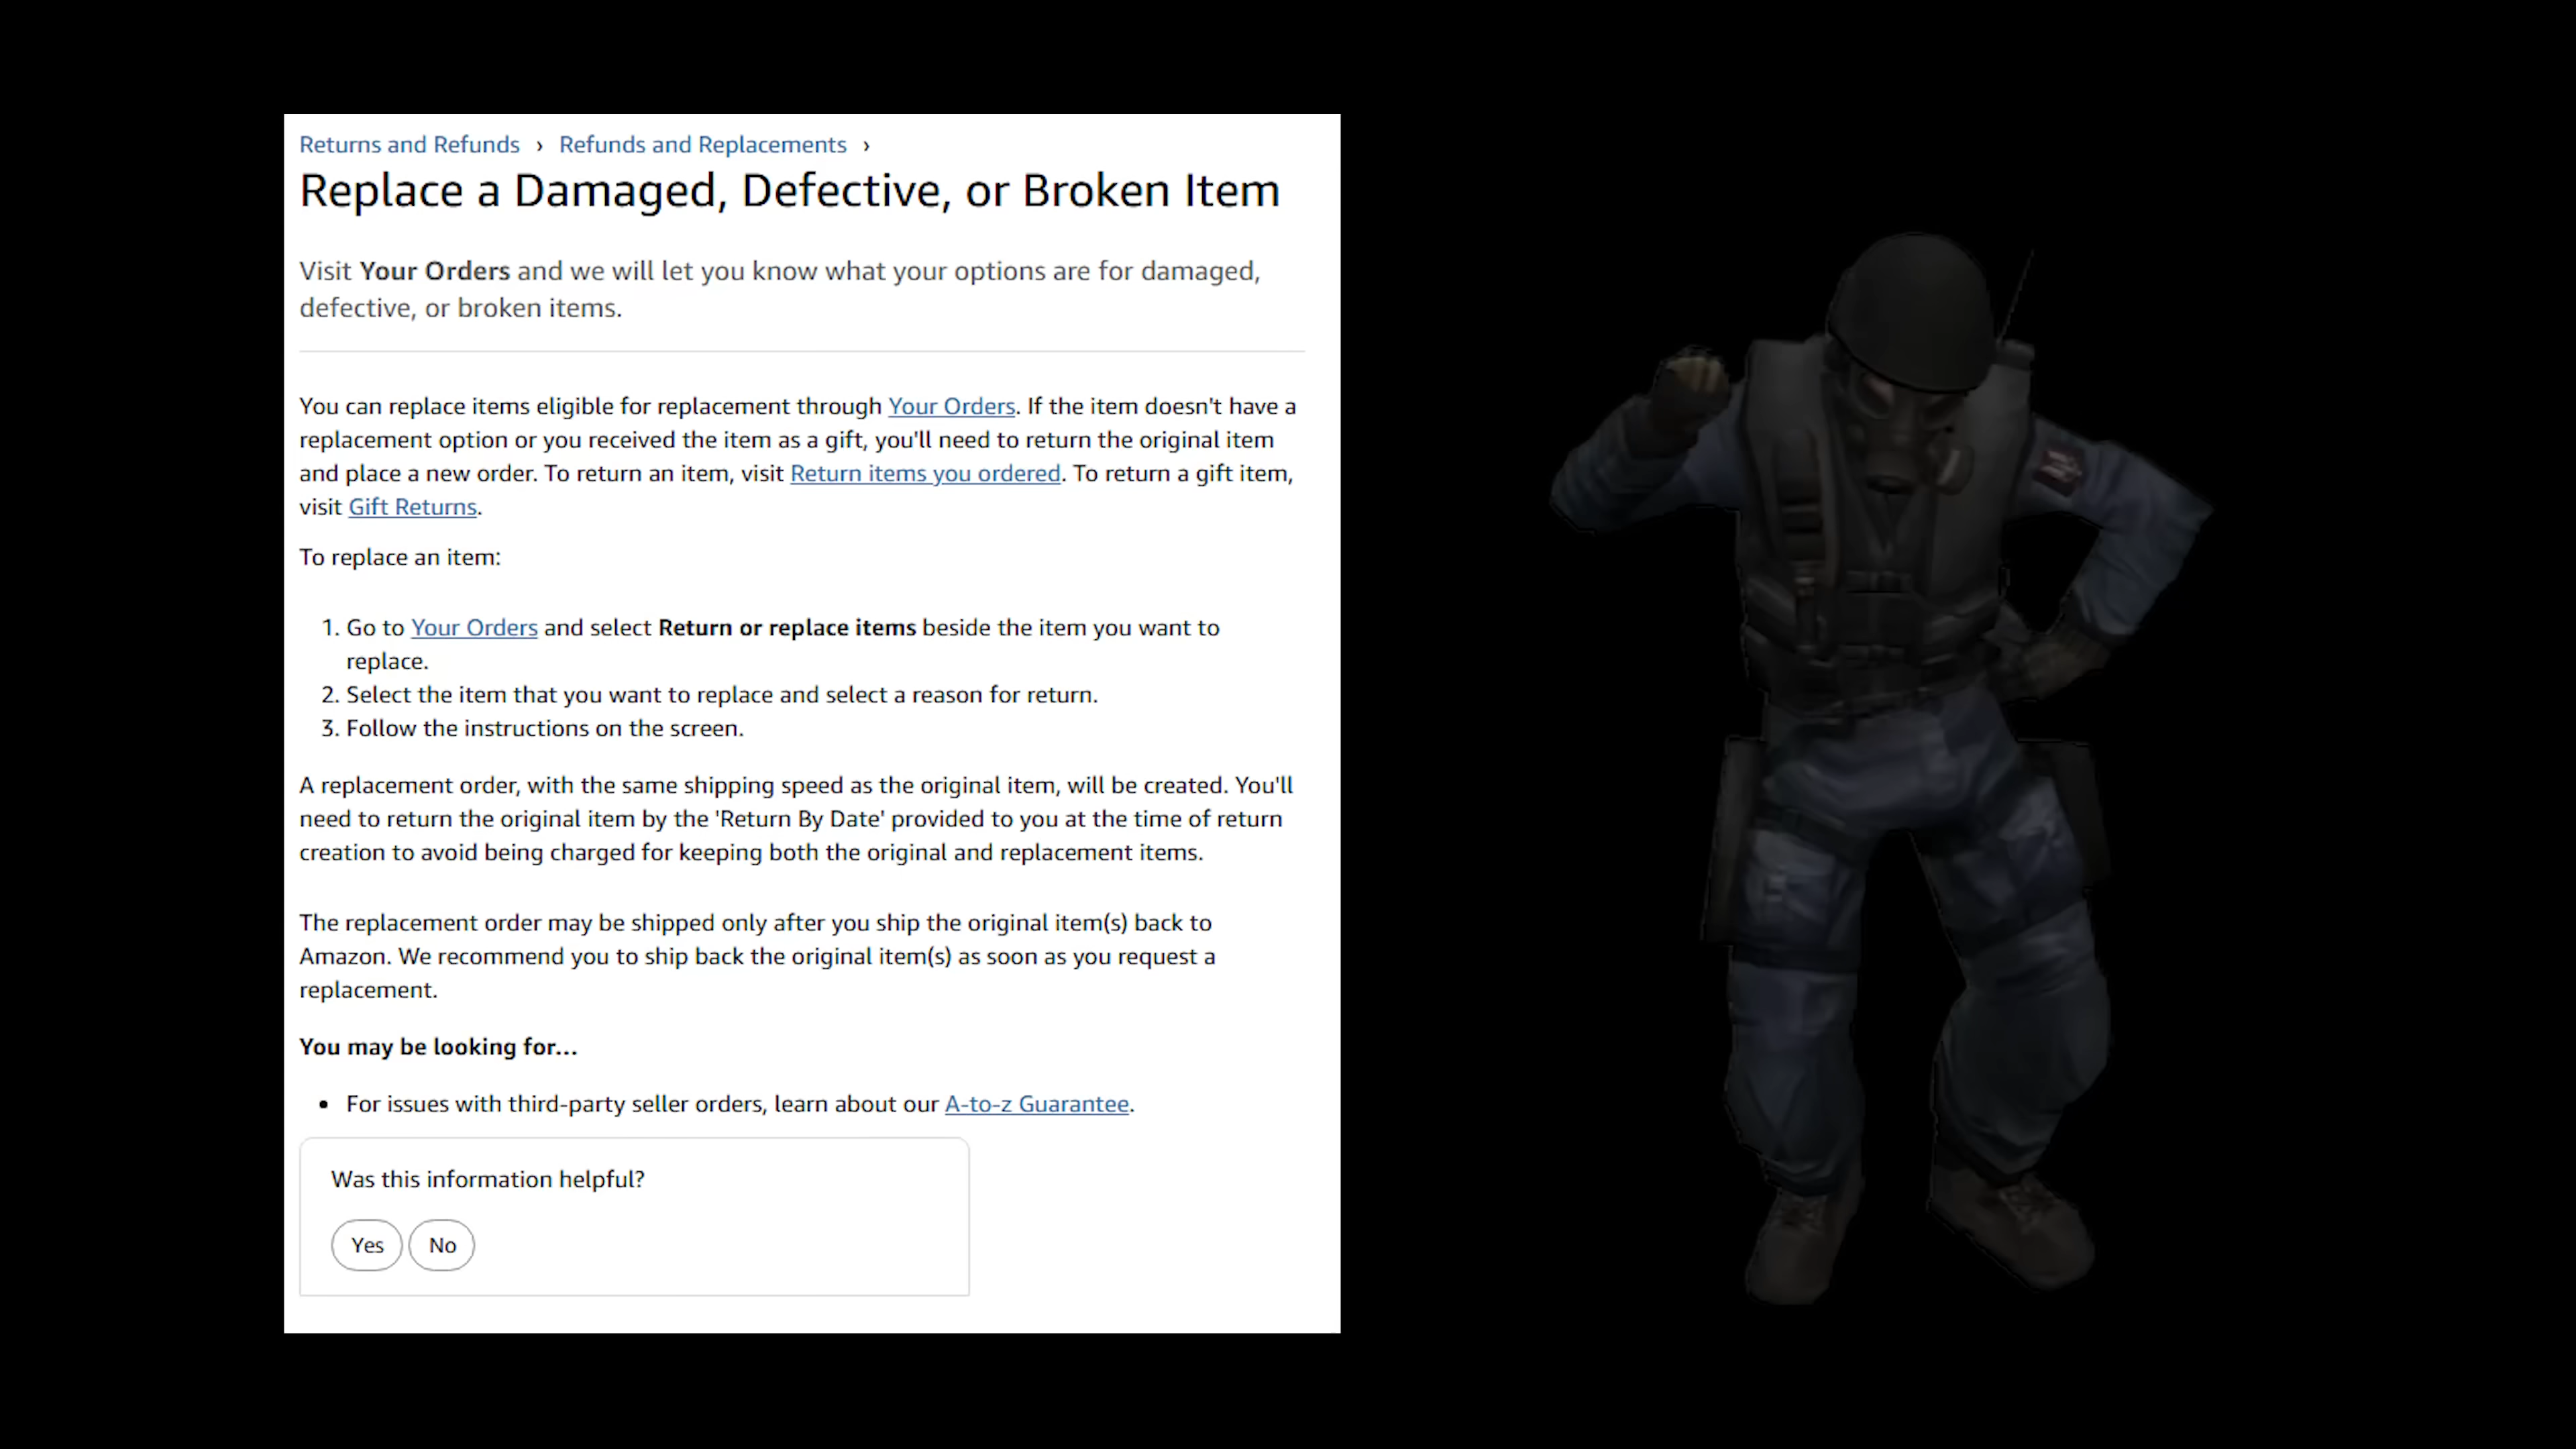 Returns and Refunds › Refunds and Replacements ›
Replace a Damaged, Defective, or Broken Item
Visit Your Orders and we will let you know what your options are for damaged,
defective, or broken items.
You can replace items eligible for replacement through Your Orders. If the item doesn't have a
replacement option or you received the item as a gift, you'll need to return the original item
and place a new order. To return an item, visit Return items you ordered. To return a gift item,
visit Gift Returns.
To replace an item:
1. Go to Your Orders and select Return or replace items beside the item you want to
replace.
2. Select the item that you want to replace and select a reason for return.
3. Follow the instructions on the screen.
A replacement order, with the same shipping speed as the original item, will be created. You'll
need to return the original item by the 'Return By Date' provided to you at the time of return
creation to avoid being charged for keeping both the original and replacement items.
The replacement order may be shipped only after you ship the original item(s) back to
Amazon. We recommend you to ship back the original item(s) as soon as you request a
replacement.
You may be looking for...
• For issues with third-party seller orders, learn about our A-to-z Guarantee.
Was this information helpful?
Yes No